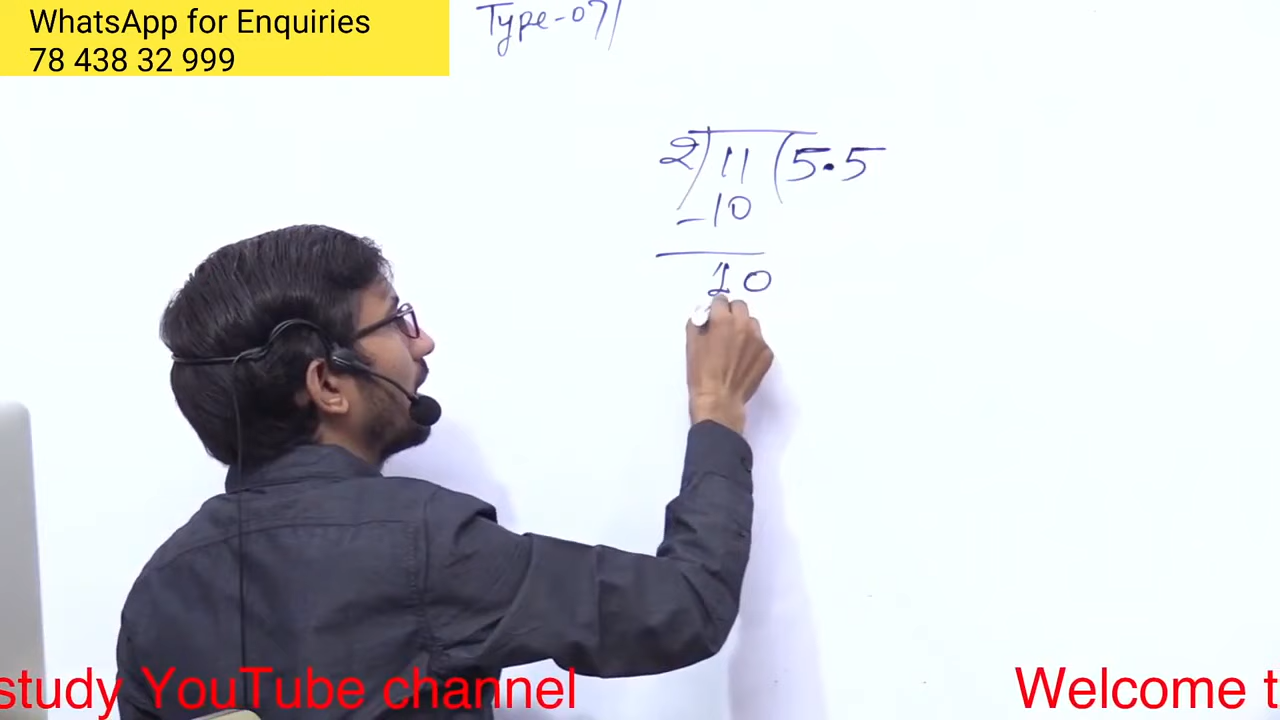 WhatsApp for Enquiries
78 438 32 999
Type-07
2) 11 (5.5
-10
10
study YouTube channel
Welcome t